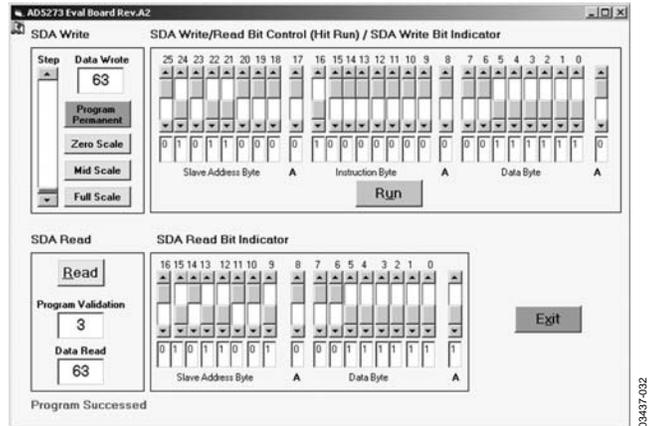 AD5273 Eval Board Rev.A2
SDA Write
SDA Write/Read Bit Control (Hit Run) / SDA Write Bit Indicator
Step
Data Wrote
63
Program
Permanent
Zero Scale
Mid Scale
Full Scale
25 24 23 22 21 20 19 18 17 16 15 14 13 12 11 10 9 8 7 6 5 4 3 2 1 0
0 1 0 1 1 0 0 0 0 1 0 0 0 0 0 0 0 0 0 0 1 1 1 1 1 1 0
Slave Address Byte A Instruction Byte A Data Byte A
Run
SDA Read
SDA Read Bit Indicator
Read
Program Validation
3
Data Read
63
16 15 14 13 12 11 10 9 8 7 6 5 4 3 2 1 0
0 1 0 1 1 0 0 1 0 0 0 1 1 1 1 1 1 1
Slave Address Byte A Data Byte A
Exit
Program Successed
03437-032